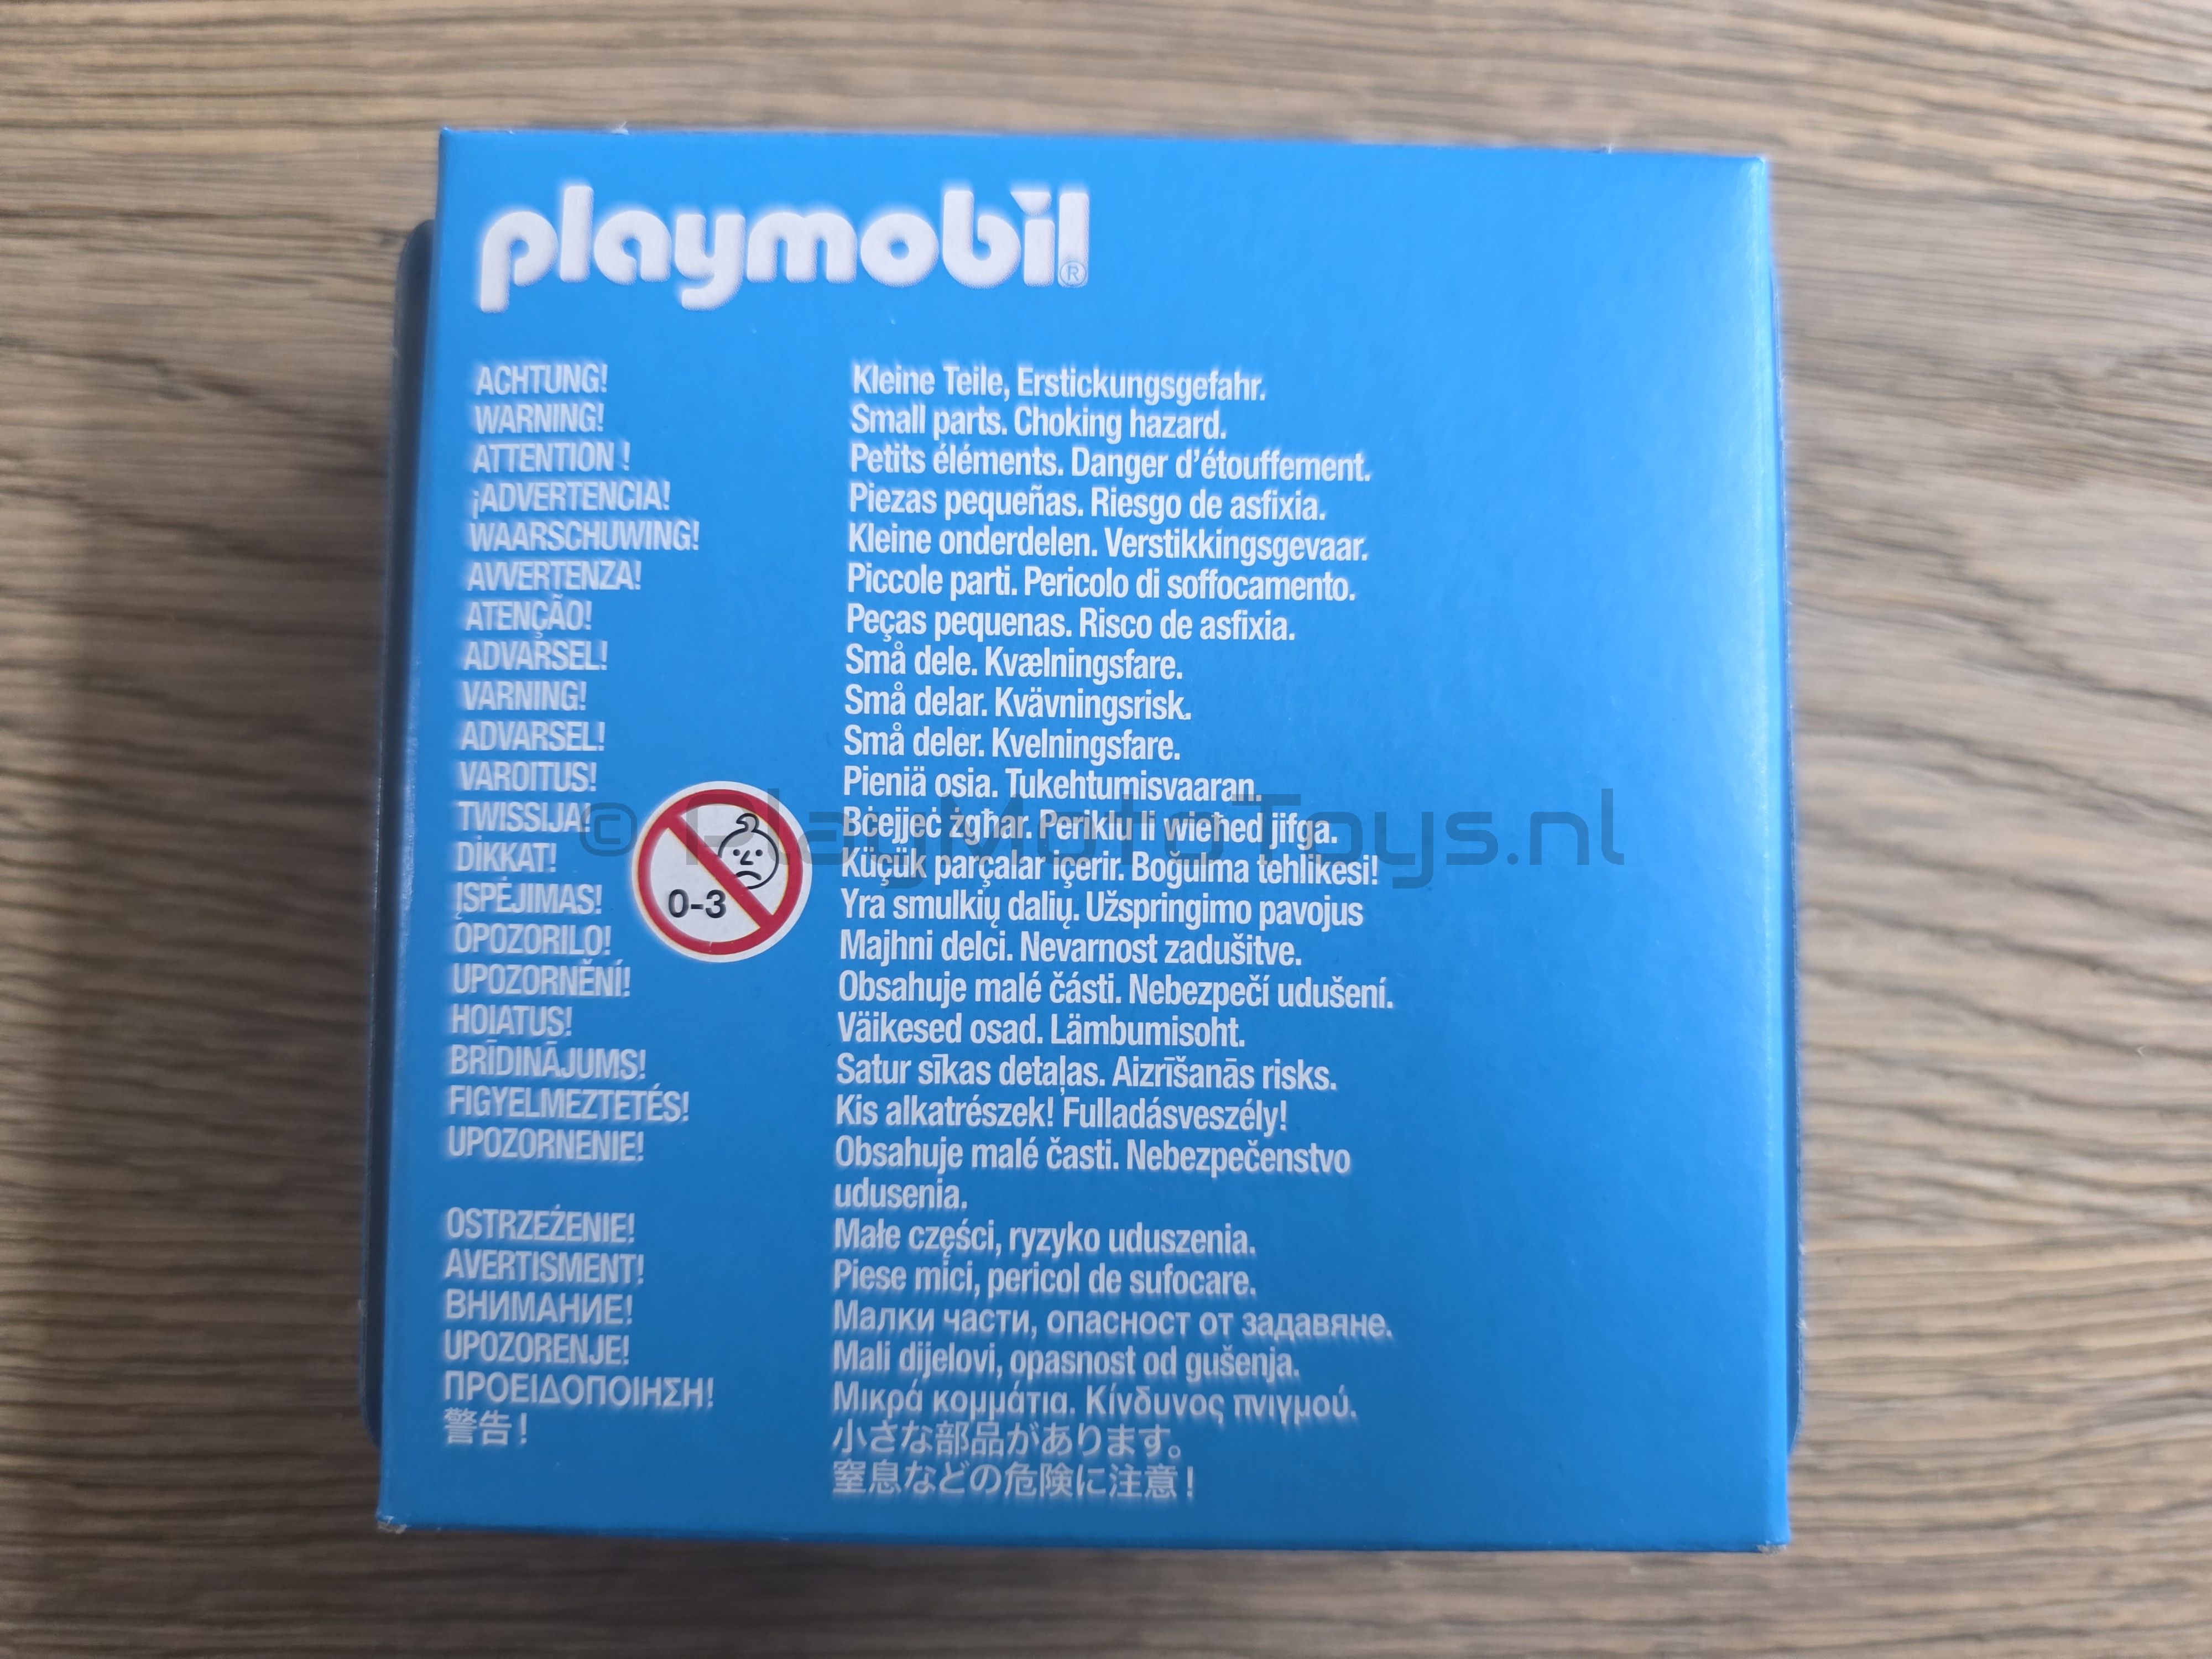 playmobil®
ACHTUNG! Kleine Teile, Erstickungsgefahr.
WARNING! Small parts. Choking hazard.
ATTENTION ! Petits éléments. Danger d'étouffement.
¡ADVERTENCIA! Piezas pequeñas. Riesgo de asfixia.
WAARSCHUWING! Kleine onderdelen. Verstikkingsgevaar.
AVVERTENZA! Piccole parti. Pericolo di soffocamento.
ATENÇÃO! Peças pequenas. Risco de asfixia.
ADVARSEL! Små dele. Kvælningsfare.
VARNING! Små delar. Kvävningsrisk.
ADVARSEL! Små deler. Kvelningsfare.
VAROITUS! Pieniä osia. Tukehtumisvaaran.
TWISSIJA! Bċejjeċ żgħar. Periklu li wieħed jifga.
© PlayMoToys.nl
DİKKAT! Küçük parçalar içerir. Boğulma tehlikesi!
0-3
ĮSPĖJIMAS! Yra smulkių dalių. Užspringimo pavojus
OPOZORILO! Majhni delci. Nevarnost zadušitve.
UPOZORNĚNÍ! Obsahuje malé části. Nebezpečí udušení.
HOIATUS! Väikesed osad. Lämbumisoht.
BRĪDINĀJUMS! Satur sīkas detaļas. Aizrīšanās risks.
FIGYELMEZTETÉS! Kis alkatrészek! Fulladásveszély!
UPOZORNENIE! Obsahuje malé časti. Nebezpečenstvo
udusenia.
OSTRZEŻENIE! Małe części, ryzyko uduszenia.
AVERTISMENT! Piese mici, pericol de sufocare.
ВНИМАНИЕ! Малки части, опасност от задавяне.
UPOZORENJE! Mali dijelovi, opasnost od gušenja.
ΠΡΟΕΙΔΟΠΟΙΗΣΗ! Μικρά κομμάτια. Κίνδυνος πνιγμού.
警告! 小さな部品があります。
窒息などの危険に注意!